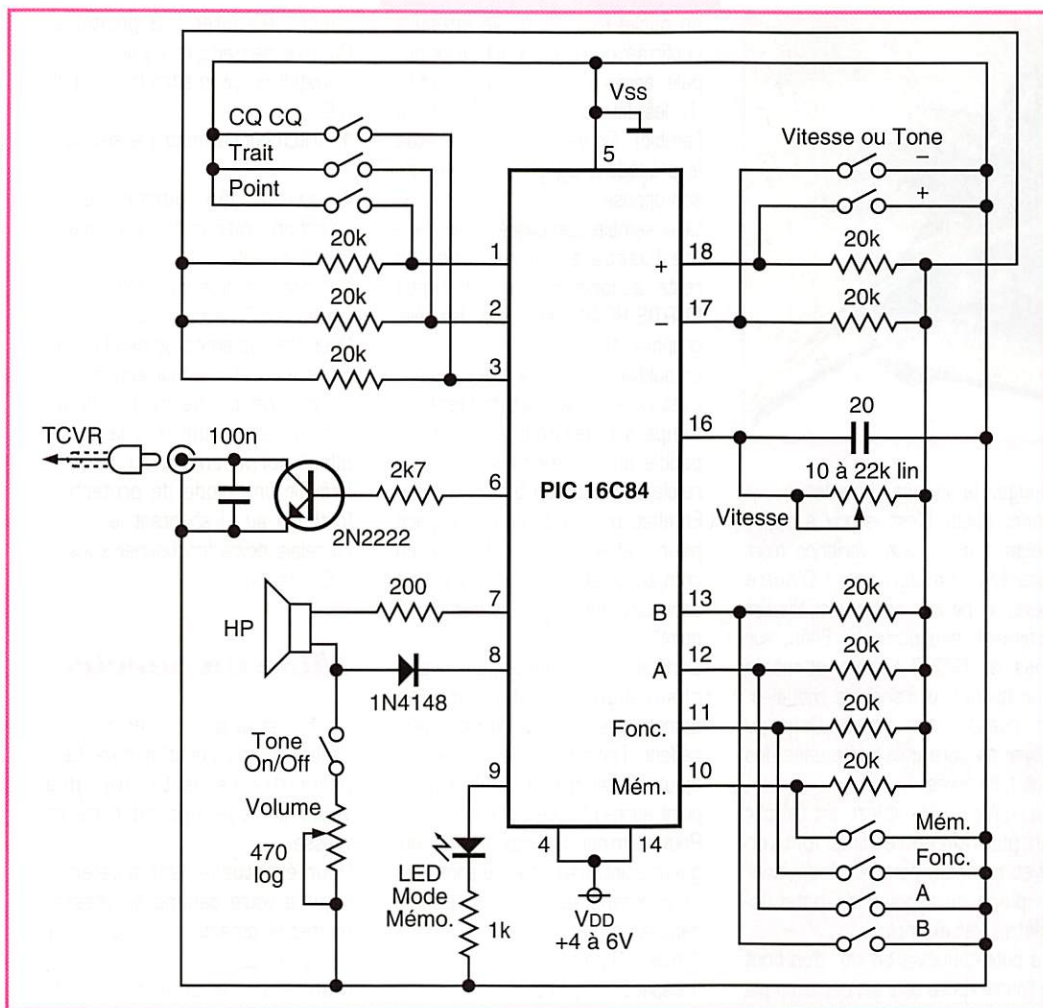 Vss
CQ CQ
Trait
Point
5
Vitesse ou Tone
–
+
20k
1
20k
2
20k
3
18
+
20k
17
–
20k
16
20
10 à 22k lin
Vitesse
TCVR
100n
2k7
6
2N2222
PIC 16C84
200
7
HP
8
1N4148
Tone
On/Off
Volume
470
log
9
LED
Mode
Mémo.
1k
13
B
20k
12
A
20k
11
Fonc.
20k
10
Mém.
20k
4
14
VDD
+4 à 6V
Mém.
Fonc.
A
B